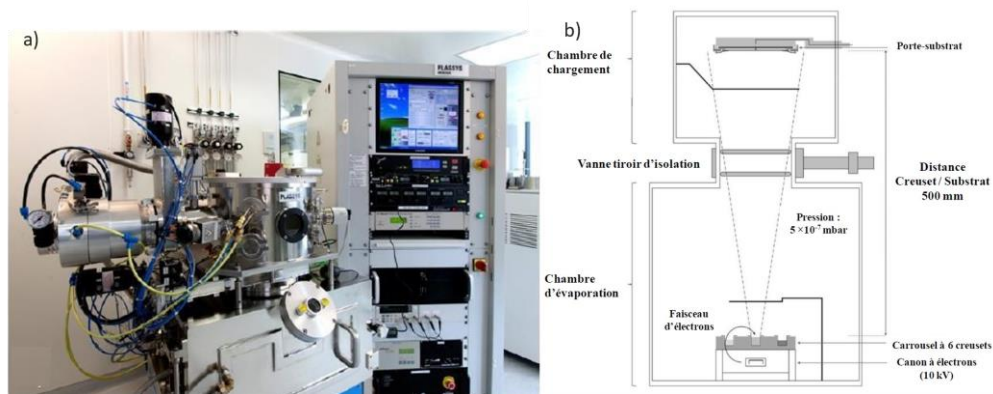 a)
PLASSYS
PLASSYS
b)
Chambre de
chargement
Porte-substrat
Vanne tiroir d'isolation
Distance
Creuset / Substrat
500 mm
Pression :
5 ×10⁻⁷ mbar
Chambre
d'évaporation
Faisceau
d'électrons
Carrousel à 6 creusets
Canon à électrons
(10 kV)